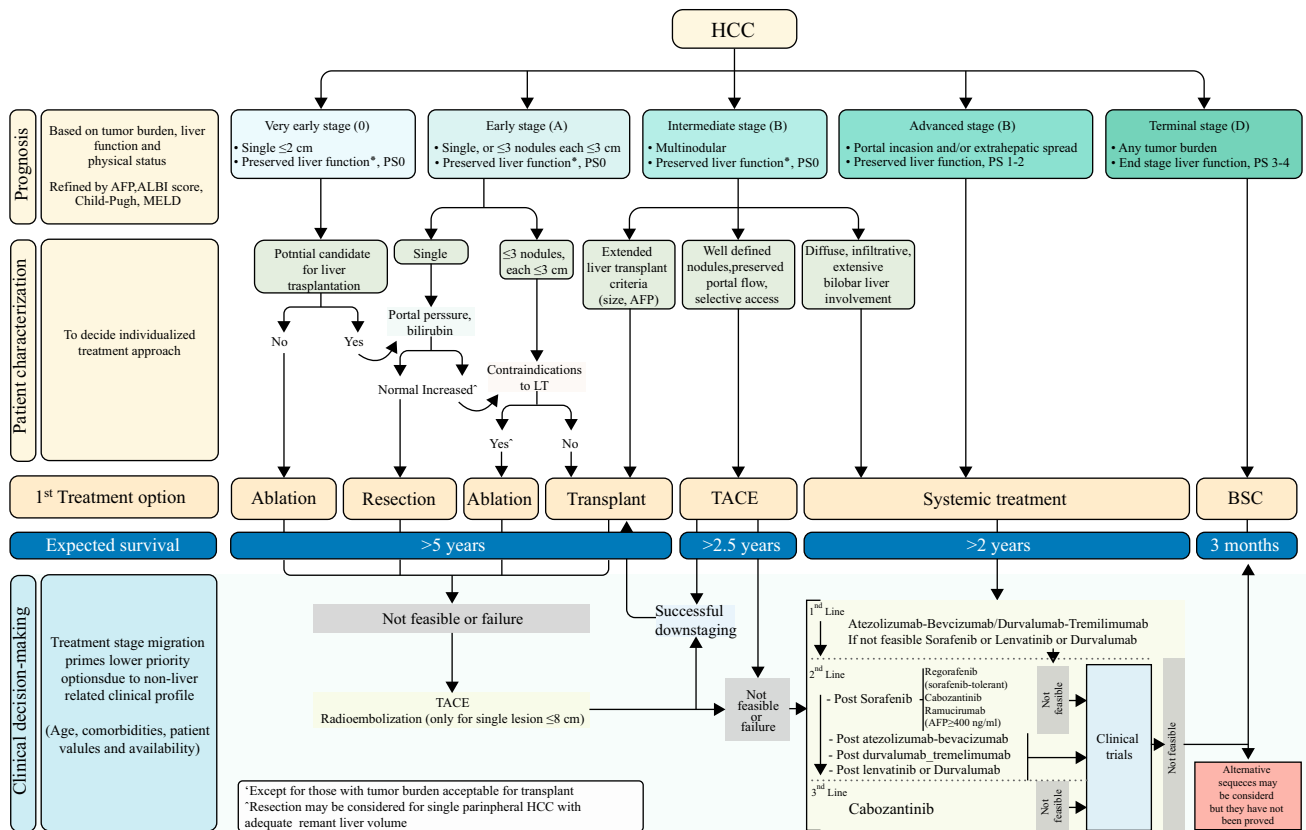 HCC
Prognosis
Based on tumor burden, liver
function and
physical status
Refined by AFP,ALBI score,
Child-Pugh, MELD
Very early stage (0)
• Single ≤2 cm
• Preserved liver function*, PS0
Early stage (A)
• Single, or ≤3 nodules each ≤3 cm
• Preserved liver function*, PS0
Intermediate stage (B)
• Multinodular
• Preserved liver function*, PS0
Advanced stage (B)
• Portal incasion and/or extrahepatic spread
• Preserved liver function, PS 1-2
Terminal stage (D)
• Any tumor burden
• End stage liver function, PS 3-4
Patient characterization
To decide individualized
treatment approach
Potntial candidate
for liver
trasplantation
Single
≤3 nodules,
each ≤3 cm
Extended
liver transplant
criteria
(size, AFP)
Well defined
nodules,preserved
portal flow,
selective access
Diffuse, infiltrative,
extensive
bilobar liver
involvement
No
Yes
Portal perssure,
bilirubin
Normal Increased^
Contraindications
to LT
Yes^
No
1st Treatment option
Ablation
Resection
Ablation
Transplant
TACE
Systemic treatment
BSC
Expected survival
>5 years
>2.5 years
>2 years
3 months
Clinical decision-making
Treatment stage migration
primes lower priority
optionsdue to non-liver
related clinical profile
(Age, comorbidities, patient
valules and availability)
Not feasible or failure
TACE
Radioembolization (only for single lesion ≤8 cm)
Successful
downstaging
Not
feasible
or
failure
1nd Line
Atezolizumab-Bevcizumab/Durvalumab-Tremilimumab
If not feasible Sorafenib or Lenvatinib or Durvalumab
2nd Line
- Post Sorafenib
Regorafenib
(sorafenib-tolerant)
Cabozantinib
Ramucirumab
(AFP≥400 ng/ml)
Not
feasible
- Post atezolizumab-bevacizumab
- Post durvalumab_tremelimumab
- Post lenvatinib or Durvalumab
3nd Line
Cabozantinib
Not
feasible
Clinical
trials
Not feasible
Alternative
sequeces may
be considerd
but they have not
been proved
‘Except for those with tumor burden acceptable for transplant
^Resection may be considered for single parinpheral HCC with
adequate remant liver volume